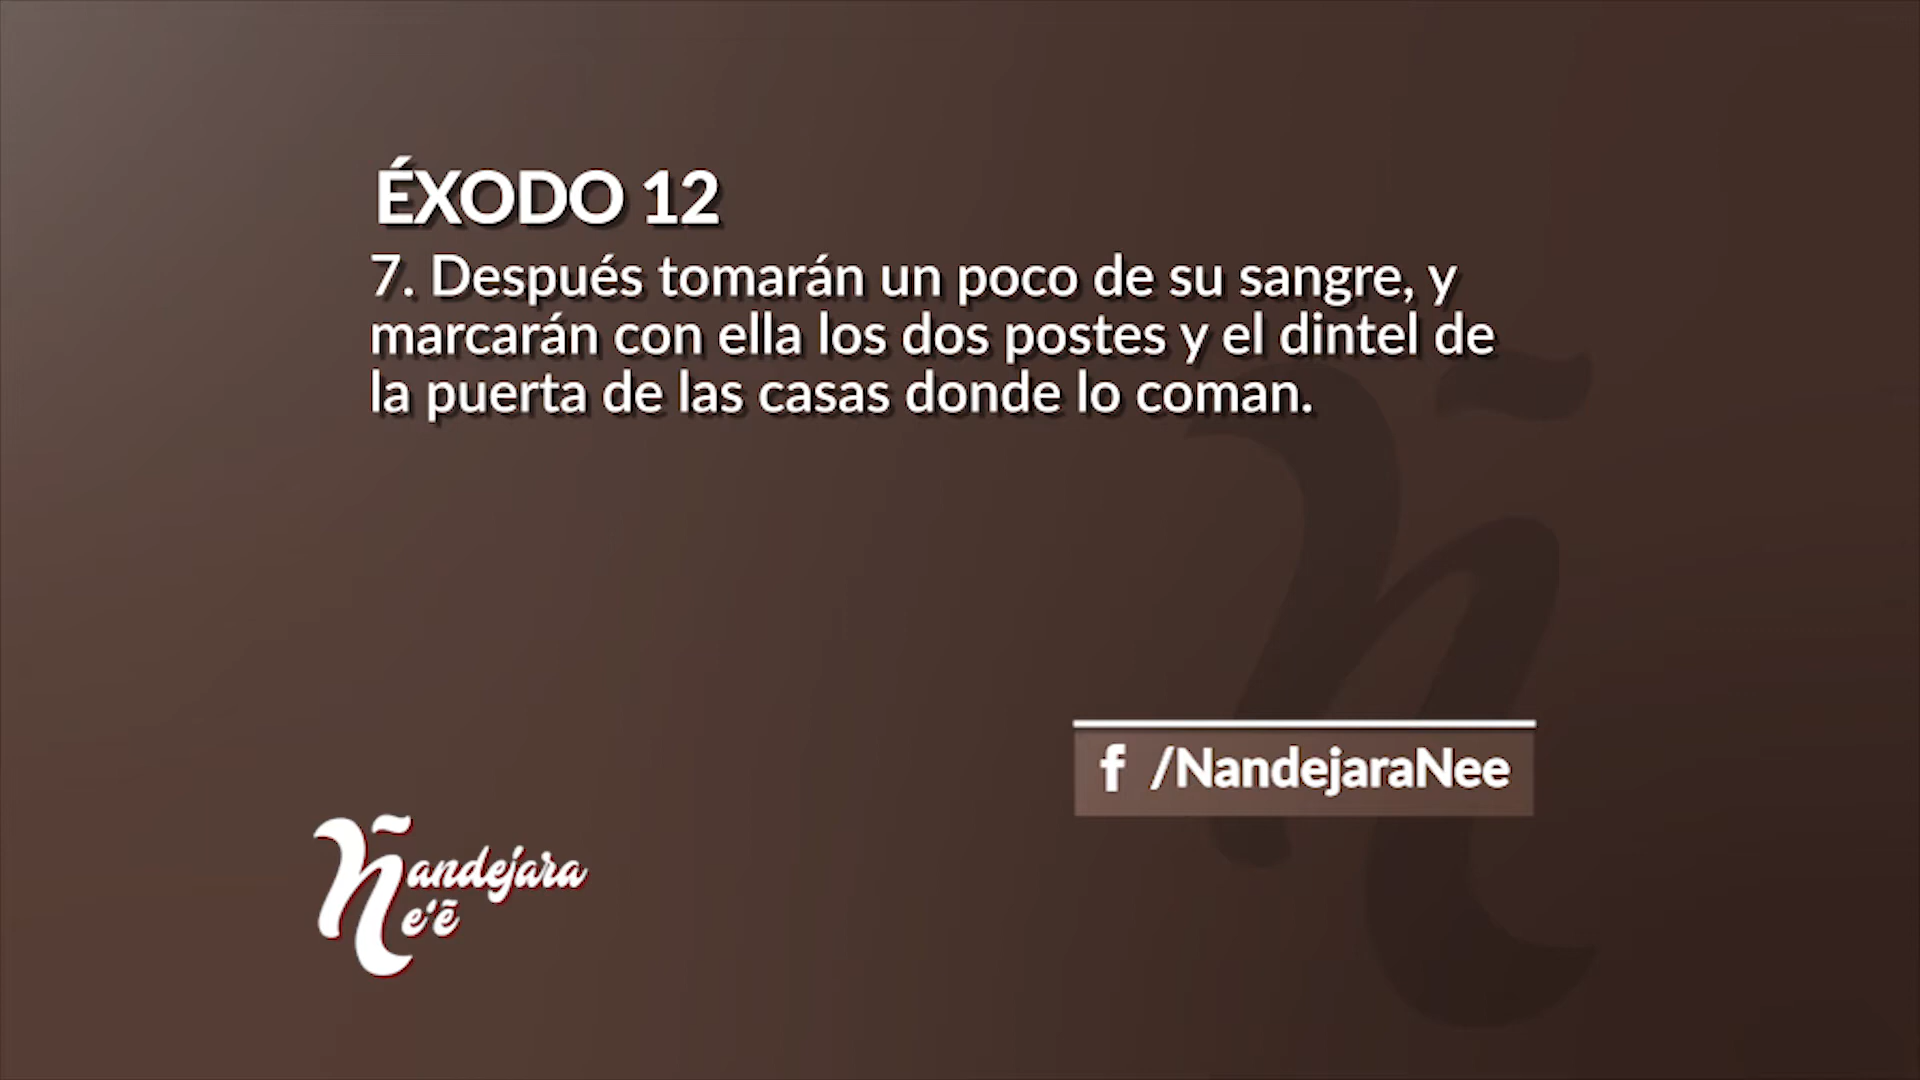 ÉXODO 12
7. Después tomarán un poco de su sangre, y
marcarán con ella los dos postes y el dintel de
la puerta de las casas donde lo coman.
f /NandejaraNee
Ñandejara
Ñe'ẽ